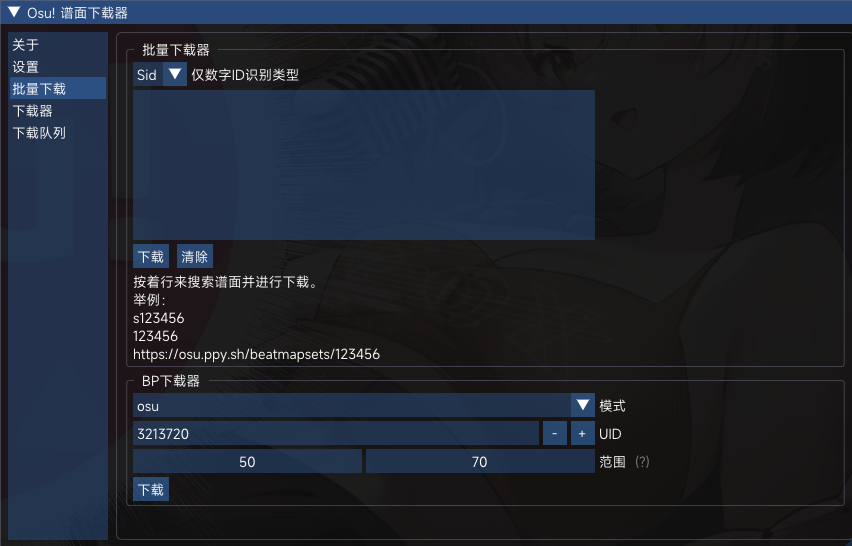 Osu! 谱面下载器
关于
设置
批量下载
下载器
下载队列
批量下载器
Sid 仅数字ID识别类型
下载 清除
按着行来搜索谱面并进行下载。
举例：
s123456
123456
https://osu.ppy.sh/beatmapsets/123456
BP下载器
osu 模式
3213720 - + UID
50 70 范围 (?)
下载